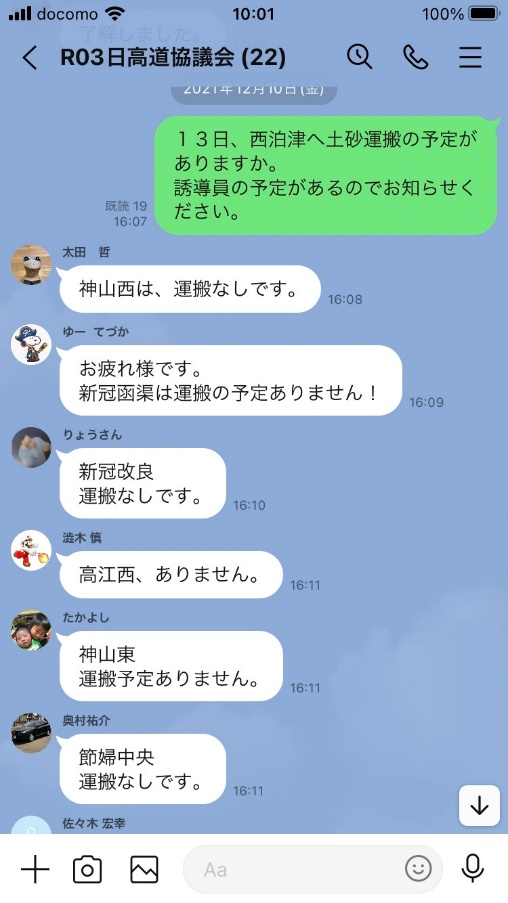 docomo 10:01 100%
了解しました。
R03日高道協議会 (22)
2021年12月10日(金)
１３日、西泊津へ土砂運搬の予定が
ありますか。
誘導員の予定があるのでお知らせく
ださい。
既読 19
16:07
太田 哲
神山西は、運搬なしです。
16:08
ゆー てづか
お疲れ様です。
新冠函渠は運搬の予定ありません！
16:09
りょうさん
新冠改良
運搬なしです。
16:10
澁木 慎
高江西、ありません。
16:11
たかよし
神山東
運搬予定ありません。
16:11
奥村祐介
節婦中央
運搬なしです。
16:11
佐々木 宏幸
Aa